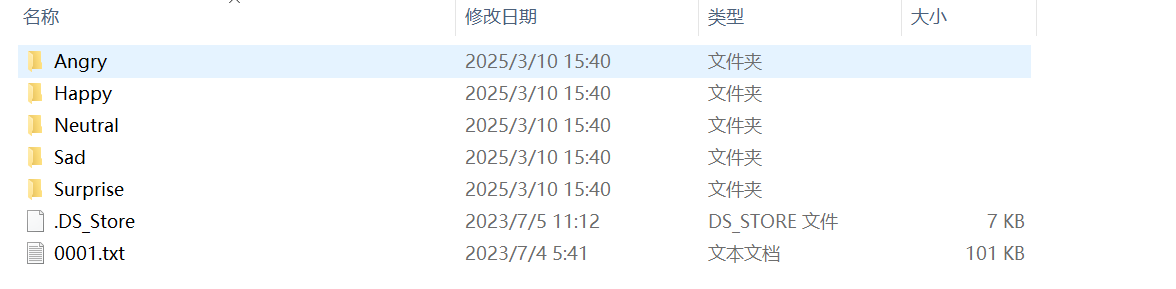 名称 修改日期 类型 大小
Angry 2025/3/10 15:40 文件夹
Happy 2025/3/10 15:40 文件夹
Neutral 2025/3/10 15:40 文件夹
Sad 2025/3/10 15:40 文件夹
Surprise 2025/3/10 15:40 文件夹
.DS_Store 2023/7/5 11:12 DS_STORE 文件 7 KB
0001.txt 2023/7/4 5:41 文本文档 101 KB